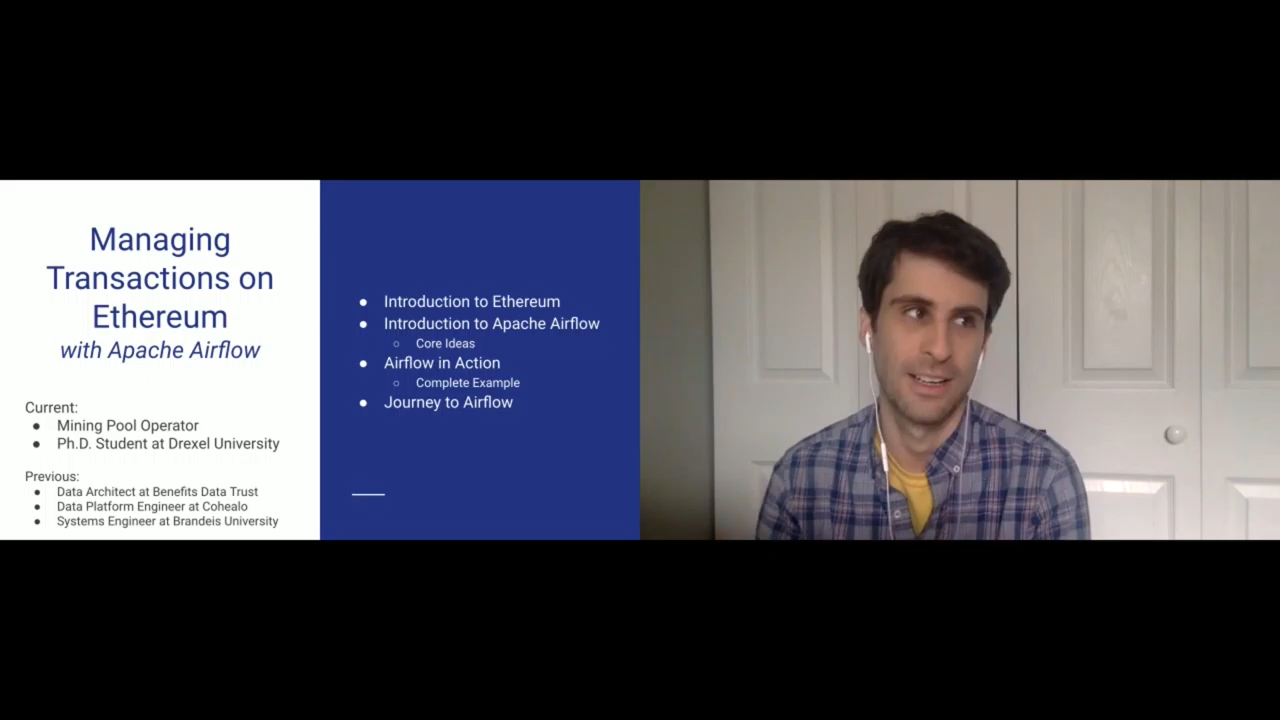 Managing
Transactions on
Ethereum
with Apache Airflow
Current:
● Mining Pool Operator
● Ph.D. Student at Drexel University
Previous:
● Data Architect at Benefits Data Trust
● Data Platform Engineer at Cohealo
● Systems Engineer at Brandeis University
● Introduction to Ethereum
● Introduction to Apache Airflow
○ Core Ideas
● Airflow in Action
○ Complete Example
● Journey to Airflow